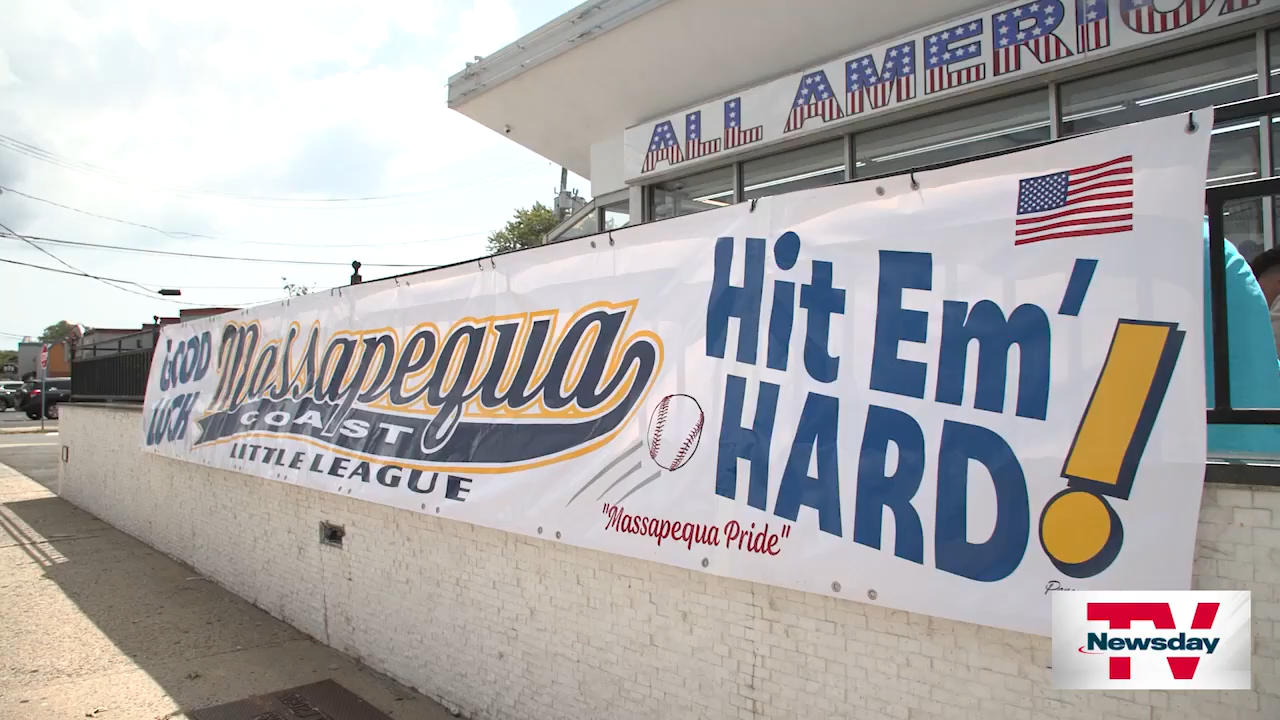 ALL AMERIC
GOOD
LUCK
Massapequa
COAST
LITTLE LEAGUE
Hit Em'
HARD!
"Massapequa Pride"
TV
Newsday